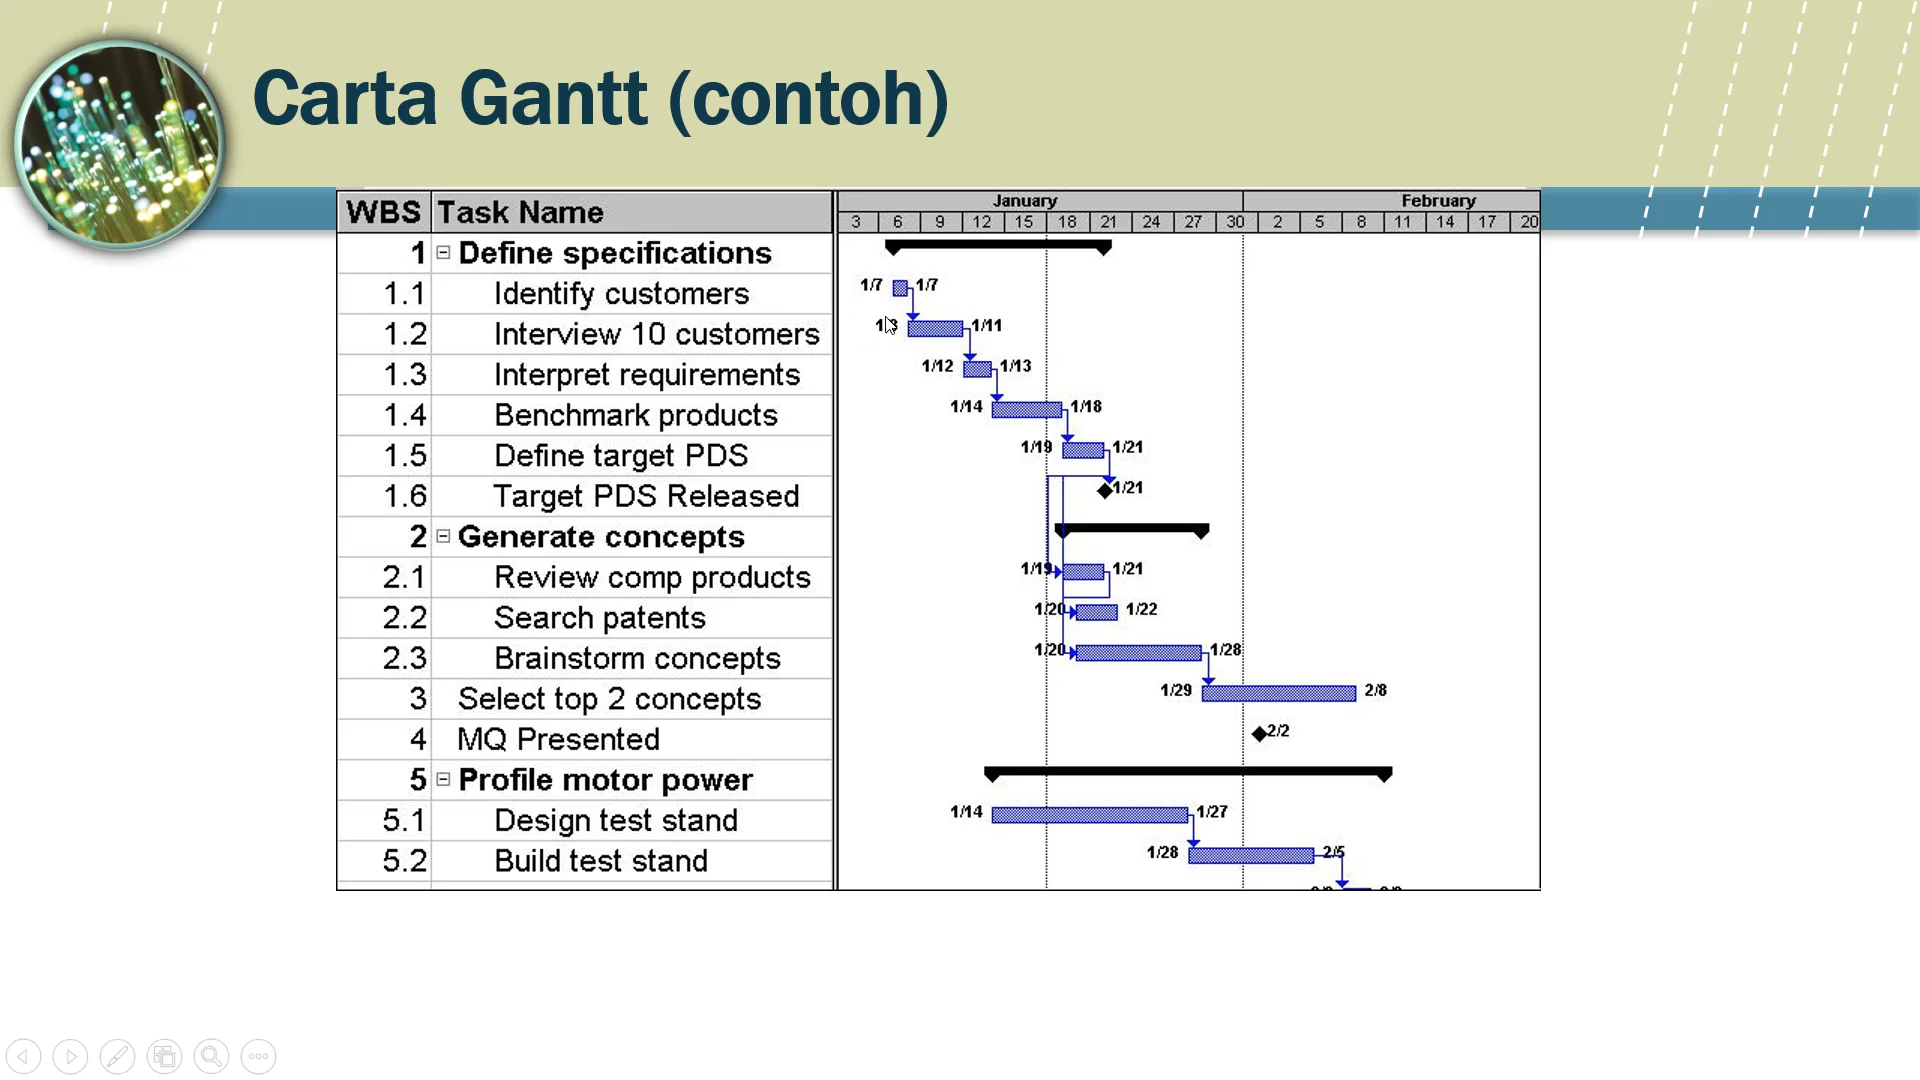 Carta Gantt (contoh)
WBS Task Name January February
3 6 9 12 15 18 21 24 27 30 2 5 8 11 14 17 20
1 Define specifications
1.1 Identify customers 1/7 1/7
1.2 Interview 10 customers 1/11
1.3 Interpret requirements 1/12 1/13
1.4 Benchmark products 1/14 1/18
1.5 Define target PDS 1/19 1/21
1.6 Target PDS Released 1/21
2 Generate concepts
2.1 Review comp products 1/19 1/21
2.2 Search patents 1/20 1/22
2.3 Brainstorm concepts 1/20 1/28
3 Select top 2 concepts 1/29 2/8
4 MQ Presented 2/2
5 Profile motor power
5.1 Design test stand 1/14 1/27
5.2 Build test stand 1/28 2/5